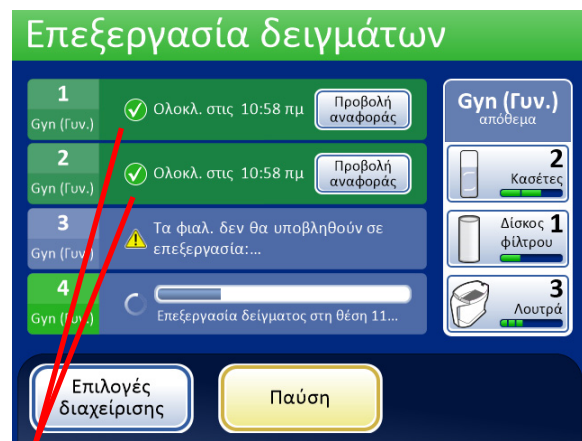 Επεξεργασία δειγμάτων
1
Gyn (Γυν.)
Ολοκλ. στις 10:58 πμ
Προβολή
αναφοράς
2
Gyn (Γυν.)
Ολοκλ. στις 10:58 πμ
Προβολή
αναφοράς
3
Gyn (Γυν.)
Τα φιαλ. δεν θα υποβληθούν σε
επεξεργασία:...
4
Gyn (Γυν.)
Επεξεργασία δείγματος στη θέση 11...
Gyn (Γυν.)
απόθεμα
2
Κασέτες
Δίσκος 1
φίλτρου
3
Λουτρά
Επιλογές
διαχείρισης
Παύση